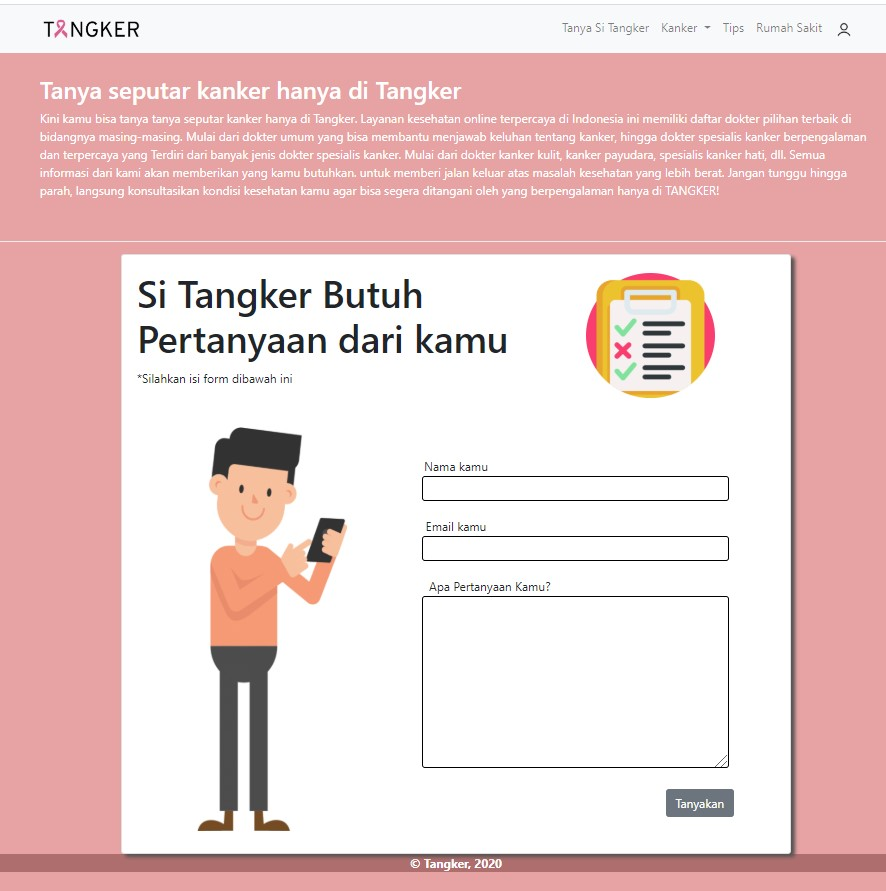 TANGKER
Tanya Si Tangker Kanker Tips Rumah Sakit
Tanya seputar kanker hanya di Tangker
Kini kamu bisa tanya tanya seputar kanker hanya di Tangker. Layanan kesehatan online terpercaya di Indonesia ini memiliki daftar dokter pilihan terbaik di
bidangnya masing-masing. Mulai dari dokter umum yang bisa membantu menjawab keluhan tentang kanker, hingga dokter spesialis kanker berpengalaman
dan terpercaya yang Terdiri dari banyak jenis dokter spesialis kanker. Mulai dari dokter kanker kulit, kanker payudara, spesialis kanker hati, dll. Semua
informasi dari kami akan memberikan yang kamu butuhkan. untuk memberi jalan keluar atas masalah kesehatan yang lebih berat. Jangan tunggu hingga
parah, langsung konsultasikan kondisi kesehatan kamu agar bisa segera ditangani oleh yang berpengalaman hanya di TANGKER!
Si Tangker Butuh
Pertanyaan dari kamu
*Silahkan isi form dibawah ini
Nama kamu
Email kamu
Apa Pertanyaan Kamu?
Tanyakan
© Tangker, 2020